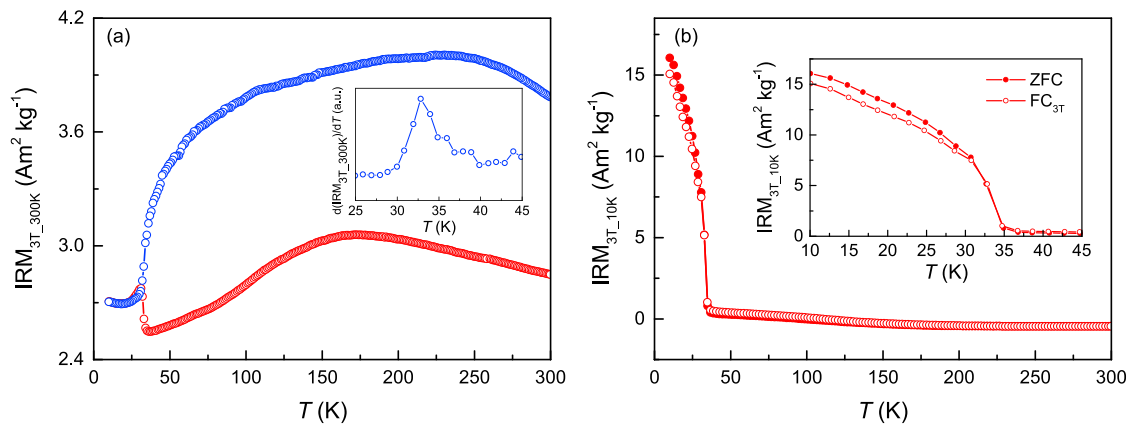 (a)
IRM3T_300K (Am2 kg-1)
4.2
3.6
3.0
2.4
0 50 100 150 200 250 300
T (K)
d(IRM3T_300K)/dT (a.u.)
25 30 35 40 45
T (K)
(b)
IRM3T_10K (Am2 kg-1)
15
10
5
0
0 50 100 150 200 250 300
T (K)
IRM3T_10K (Am2 kg-1)
15
10
5
0
10 15 20 25 30 35 40 45
T (K)
ZFC
FC3T